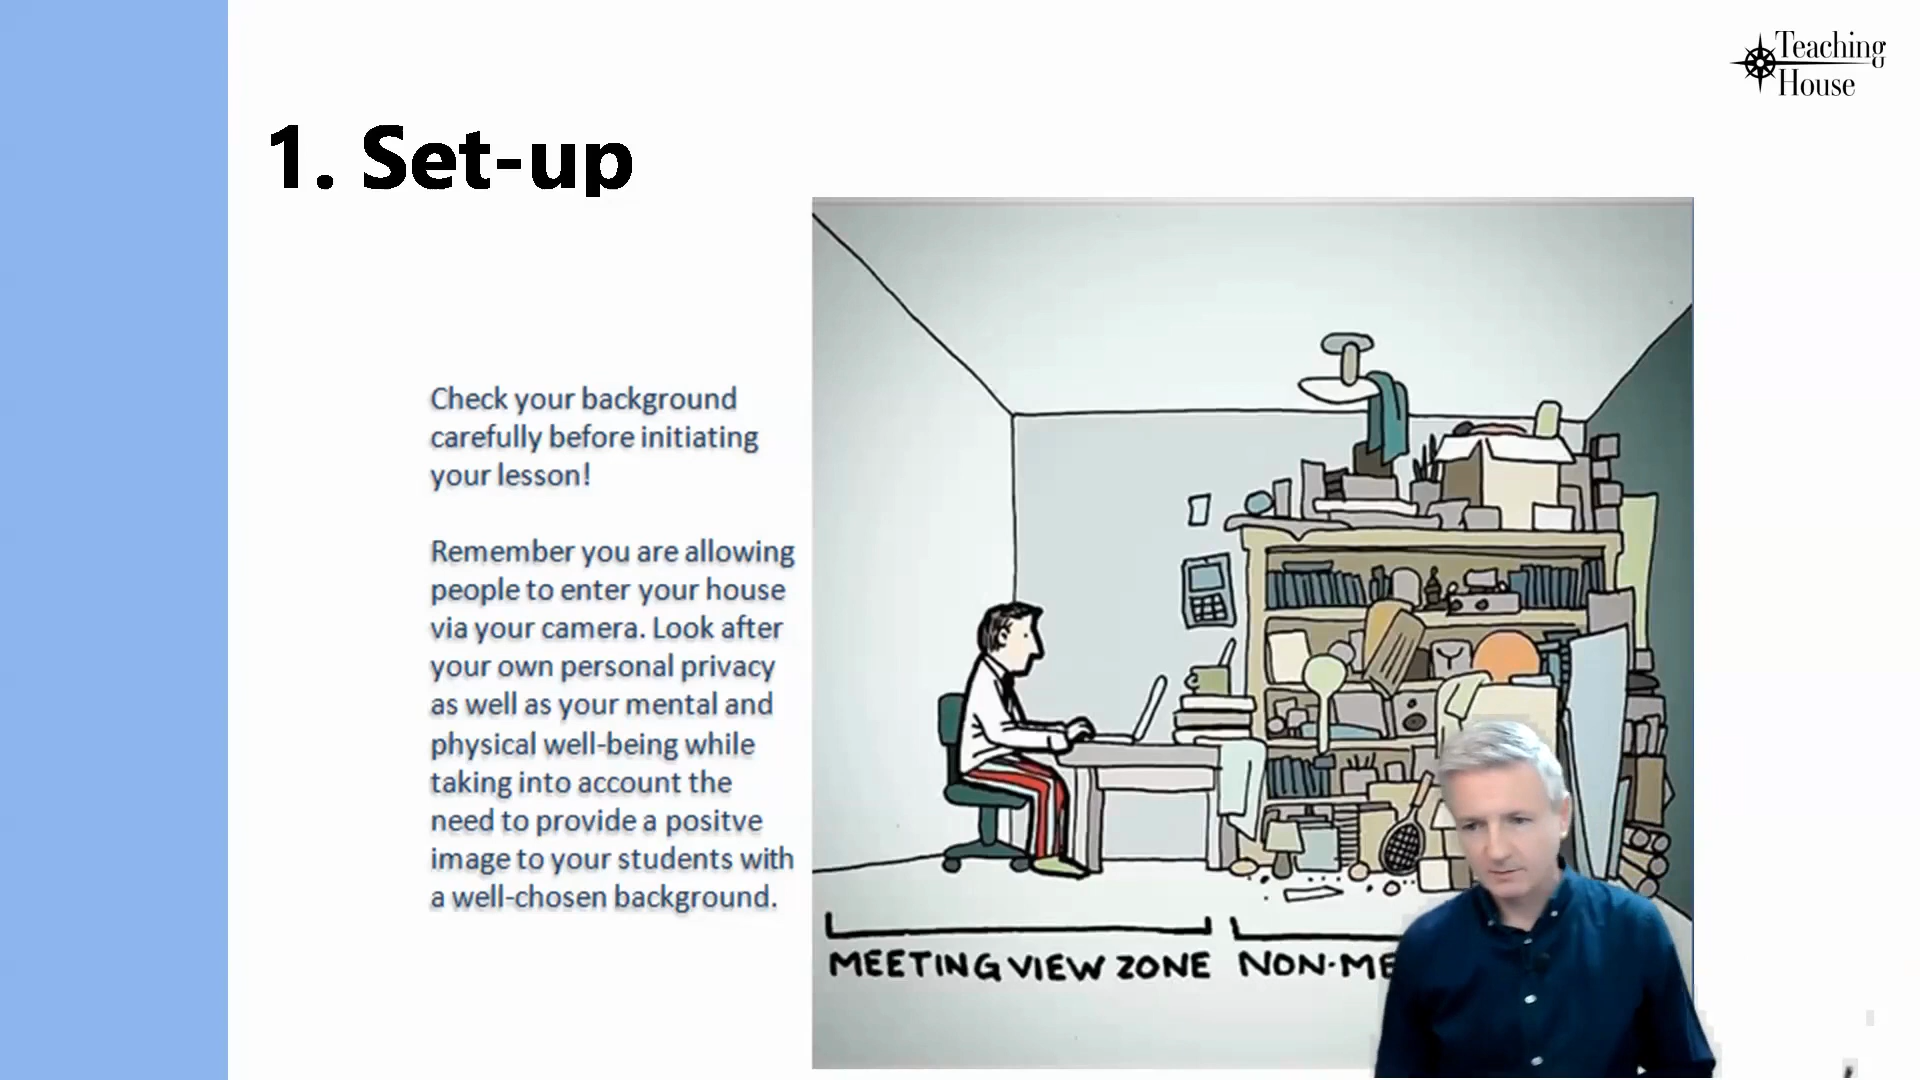 Teaching
House
1. Set-up
Check your background
carefully before initiating
your lesson!
Remember you are allowing
people to enter your house
via your camera. Look after
your own personal privacy
as well as your mental and
physical well-being while
taking into account the
need to provide a positve
image to your students with
a well-chosen background.
MEETING VIEW ZONE NON-ME